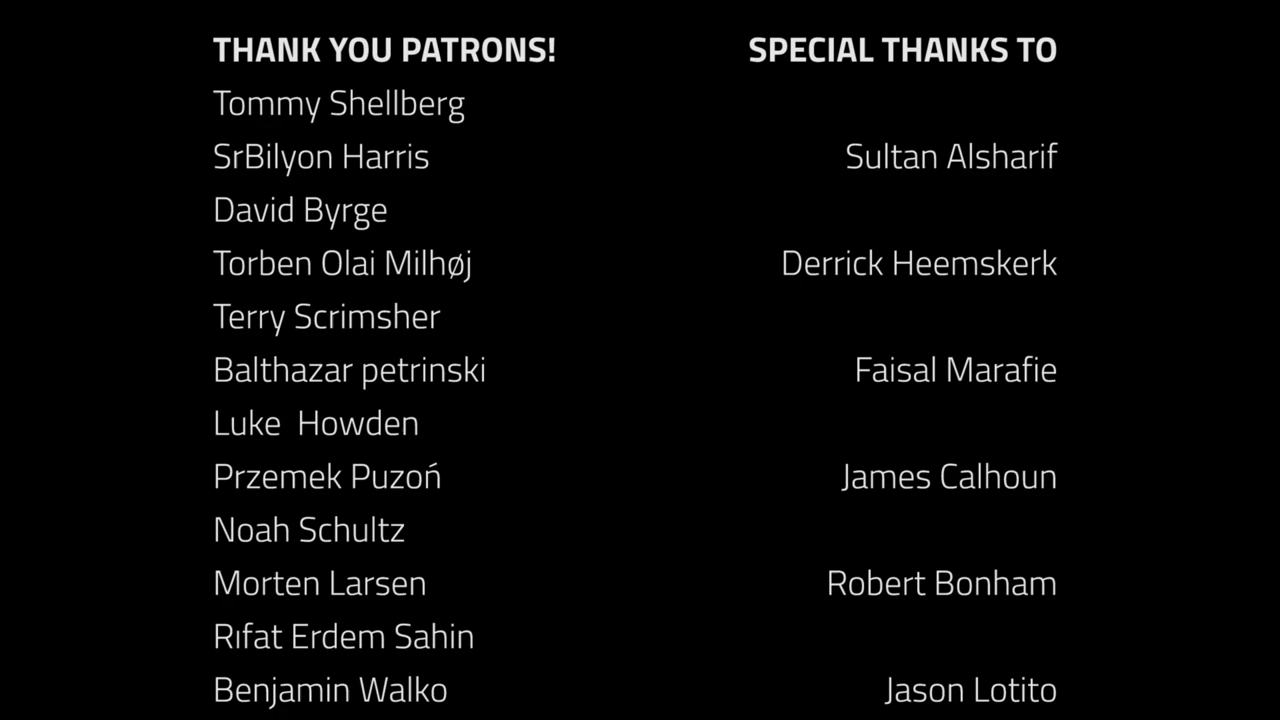 THANK YOU PATRONS!
Tommy Shellberg
SrBilyon Harris
David Byrge
Torben Olai Milhøj
Terry Scrimsher
Balthazar petrinski
Luke  Howden
Przemek Puzoń
Noah Schultz
Morten Larsen
Rıfat Erdem Sahin
Benjamin Walko
SPECIAL THANKS TO
Sultan Alsharif
Derrick Heemskerk
Faisal Marafie
James Calhoun
Robert Bonham
Jason Lotito